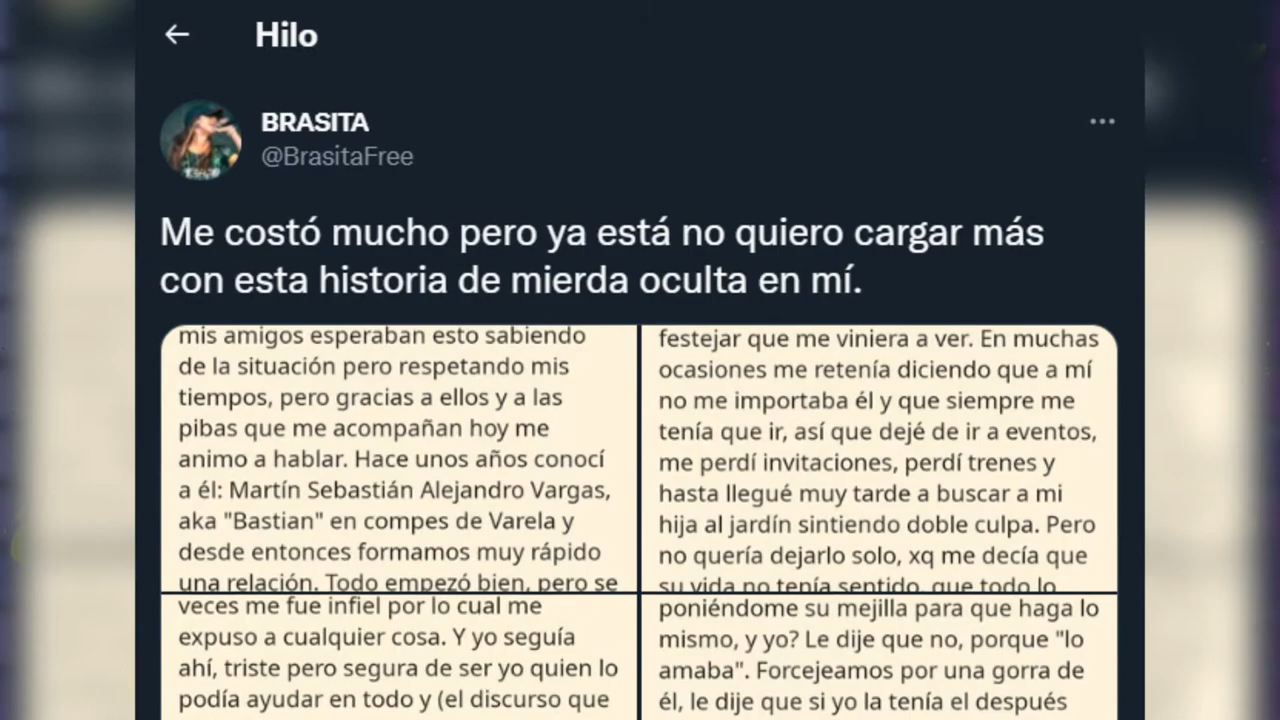 Hilo
BRASITA
@BrasitaFree
Me costó mucho pero ya está no quiero cargar más
con esta historia de mierda oculta en mí.
mis amigos esperaban esto sabiendo
de la situación pero respetando mis
tiempos, pero gracias a ellos y a las
pibas que me acompañan hoy me
animo a hablar. Hace unos años conocí
a él: Martín Sebastián Alejandro Vargas,
aka "Bastian" en compes de Varela y
desde entonces formamos muy rápido
una relación. Todo empezó bien, pero se
festejar que me viniera a ver. En muchas
ocasiones me retenía diciendo que a mí
no me importaba él y que siempre me
tenía que ir, así que dejé de ir a eventos,
me perdí invitaciones, perdí trenes y
hasta llegué muy tarde a buscar a mi
hija al jardín sintiendo doble culpa. Pero
no quería dejarlo solo, xq me decía que
su vida no tenía sentido, que todo lo
veces me fue infiel por lo cual me
expuso a cualquier cosa. Y yo seguía
ahí, triste pero segura de ser yo quien lo
podía ayudar en todo y (el discurso que
poniéndome su mejilla para que haga lo
mismo, y yo? Le dije que no, porque "lo
amaba". Forcejeamos por una gorra de
él, le dije que si yo la tenía el después